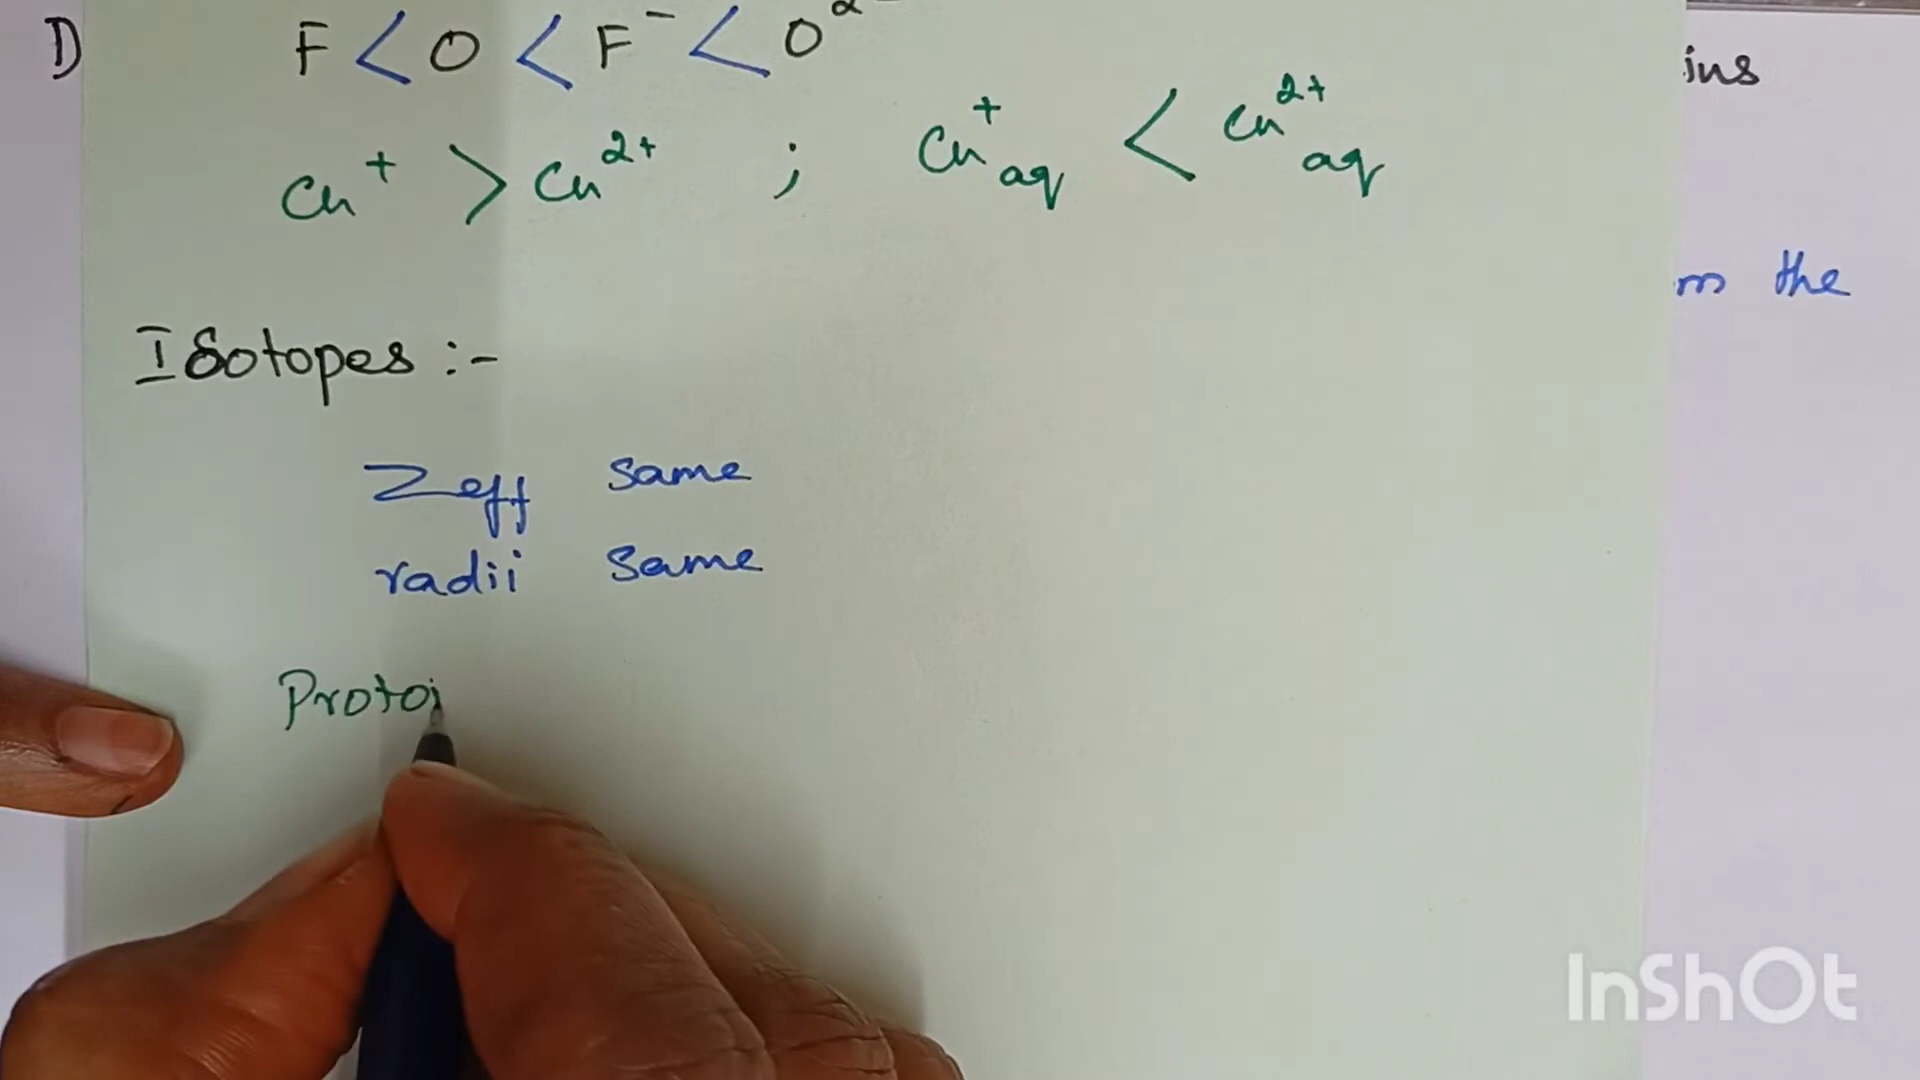 D) F < O < F⁻ < O²
ins
Cu⁺ > Cu²⁺ ; Cu⁺aq < Cu²⁺aq
the
Isotopes :-
Zeff same
radii same
Proto
InShOt